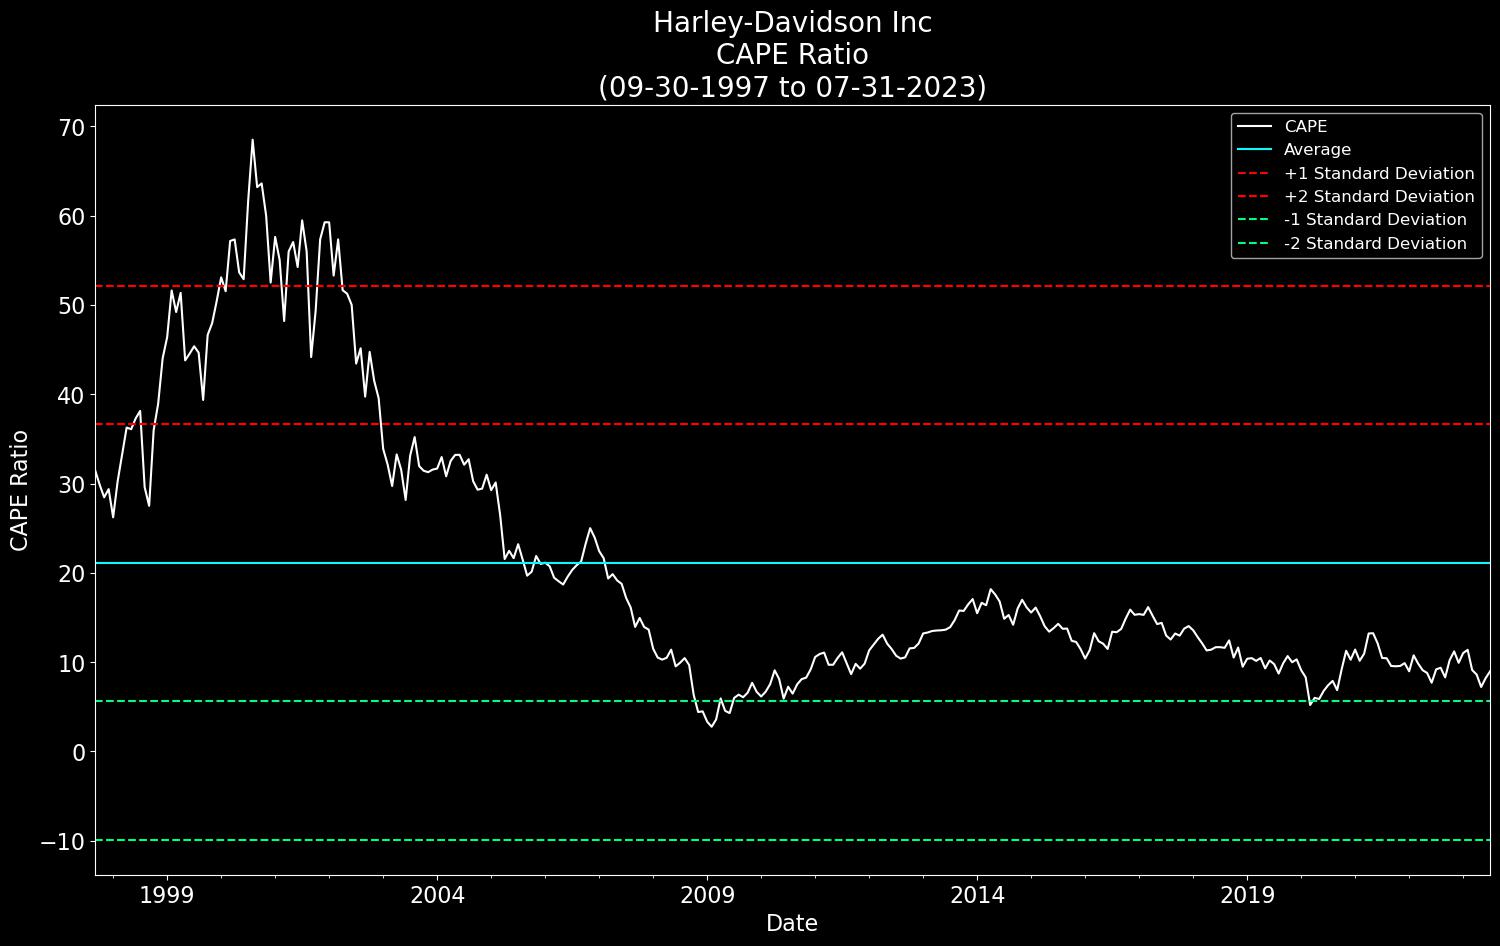 Harley-Davidson Inc
CAPE Ratio
(09-30-1997 to 07-31-2023)
CAPE
Average
+1 Standard Deviation
+2 Standard Deviation
-1 Standard Deviation
-2 Standard Deviation
CAPE Ratio
70
60
50
40
30
20
10
0
−10
1999 2004 2009 2014 2019
Date